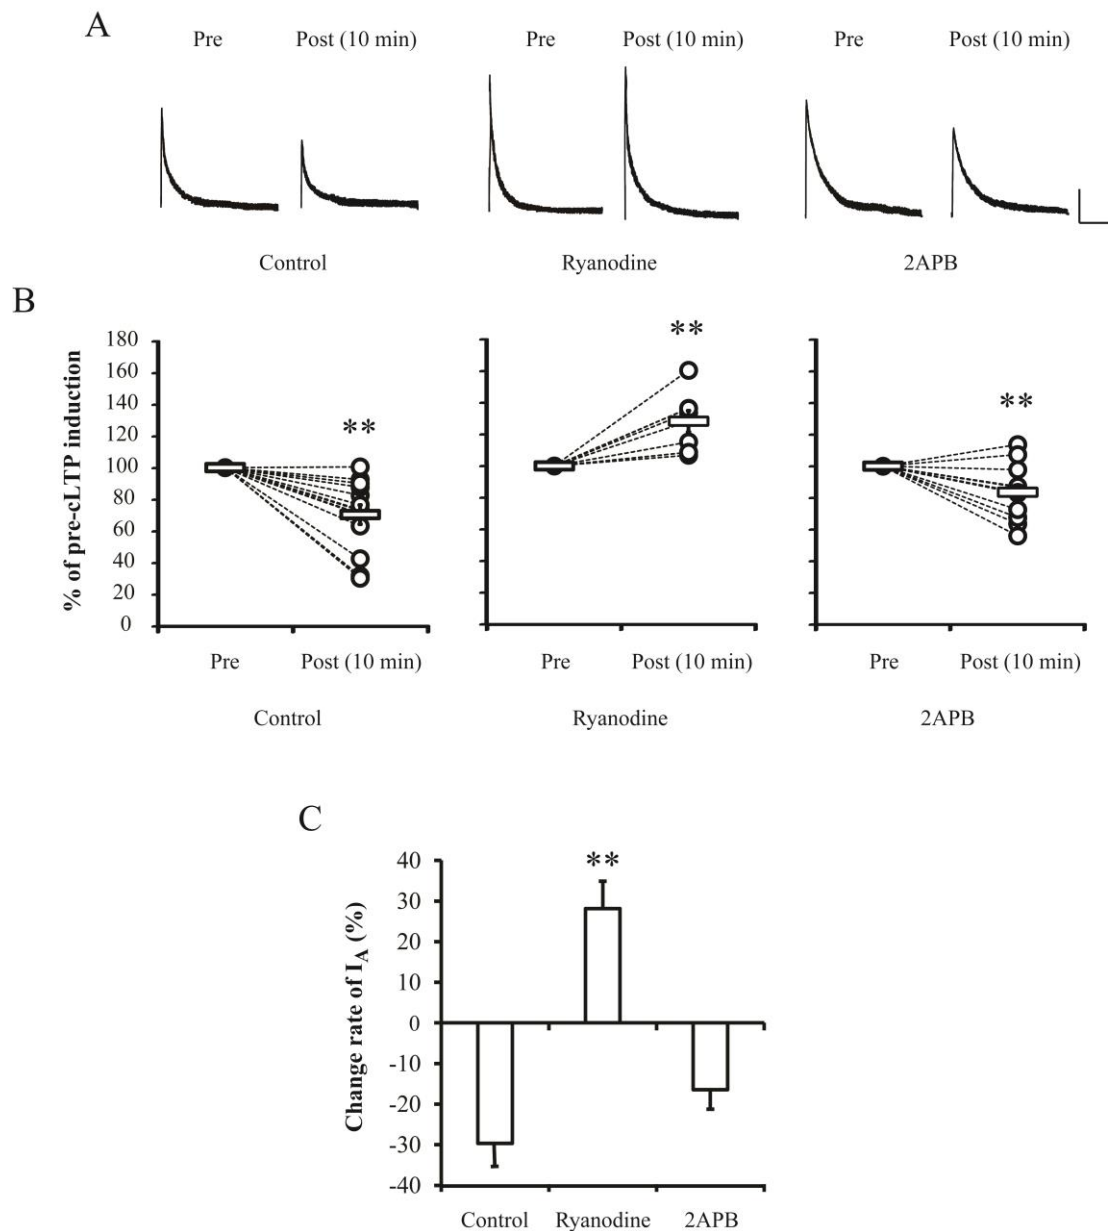 A
Pre Post (10 min) Pre Post (10 min) Pre Post (10 min)
Control Ryanodine 2APB
B
% of pre-cLTP induction
180
160
140
120
100
80
60
40
20
0
** ** **
Pre Post (10 min) Pre Post (10 min) Pre Post (10 min)
Control Ryanodine 2APB
C
Change rate of I_A (%)
40
30
20
10
0
-10
-20
-30
-40
**
Control Ryanodine 2APB